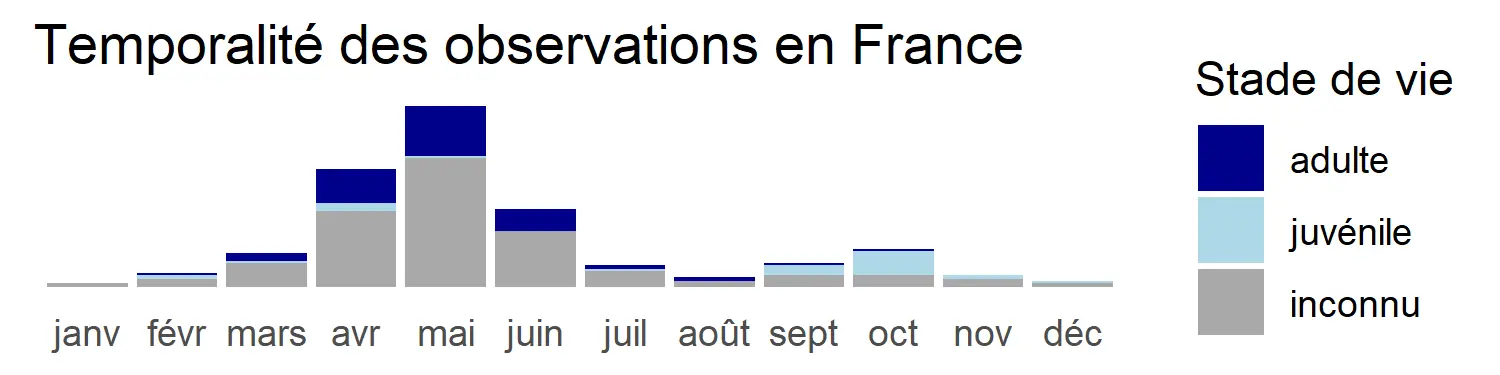 Temporalité des observations en France
Stade de vie
adulte
juvénile
inconnu
janv févr mars avr mai juin juil août sept oct nov déc